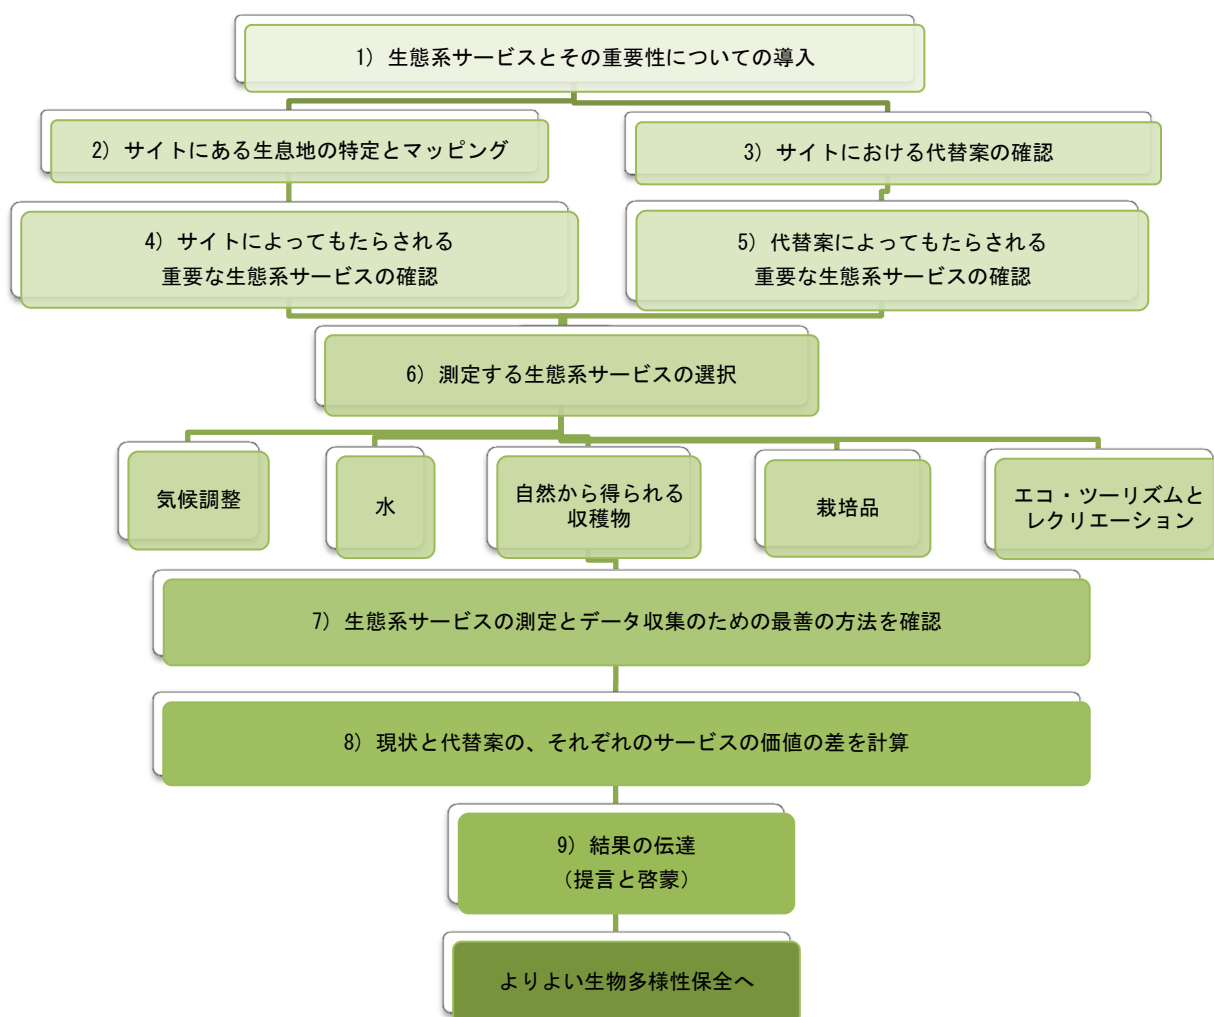 1) 生態系サービスとその重要性についての導入
2) サイトにある生息地の特定とマッピング
3) サイトにおける代替案の確認
4) サイトによってもたらされる
重要な生態系サービスの確認
5) 代替案によってもたらされる
重要な生態系サービスの確認
6) 測定する生態系サービスの選択
気候調整
水
自然から得られる
収穫物
栽培品
エコ・ツーリズムと
レクリエーション
7) 生態系サービスの測定とデータ収集のための最善の方法を確認
8) 現状と代替案の、それぞれのサービスの価値の差を計算
9) 結果の伝達
(提言と啓蒙)
よりよい生物多様性保全へ